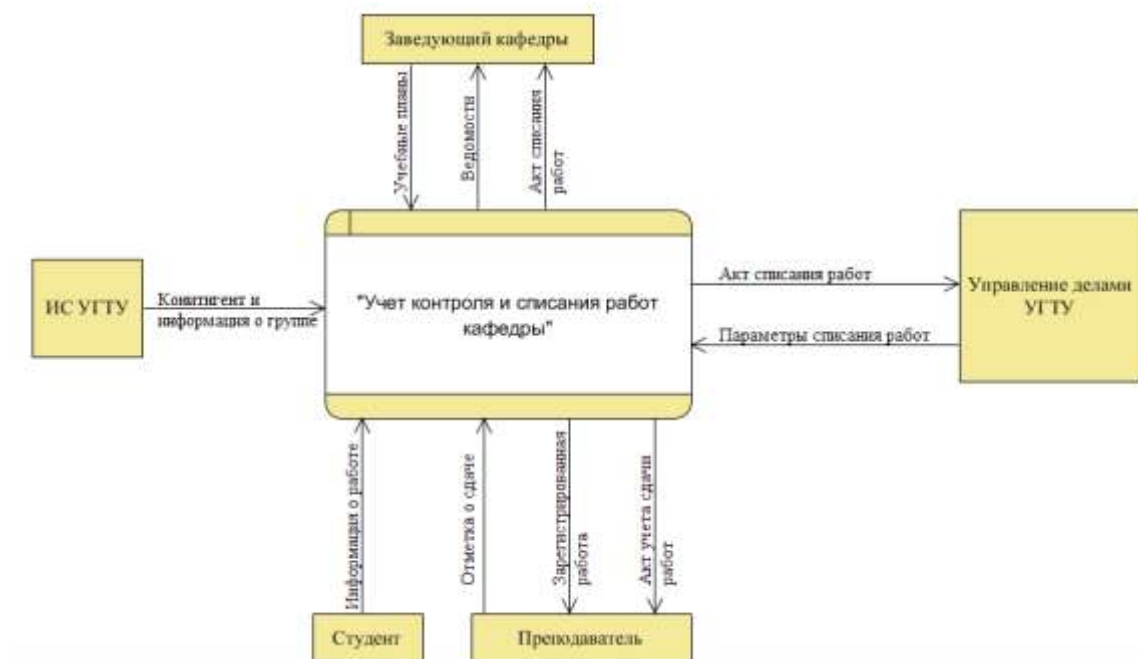 Заведующий кафедры
Учебные планы
Ведомости
Акт списания
работ
ИС УГТУ
Конитигент и
информация о группе
"Учет контроля и списания работ
кафедры"
Акт списания работ
Параметры списания работ
Управление делами
УГТУ
Информация о работе
Отметка о сдаче
Зарегистрированная
работа
Акт учета сдачи
работ
Студент
Преподаватель